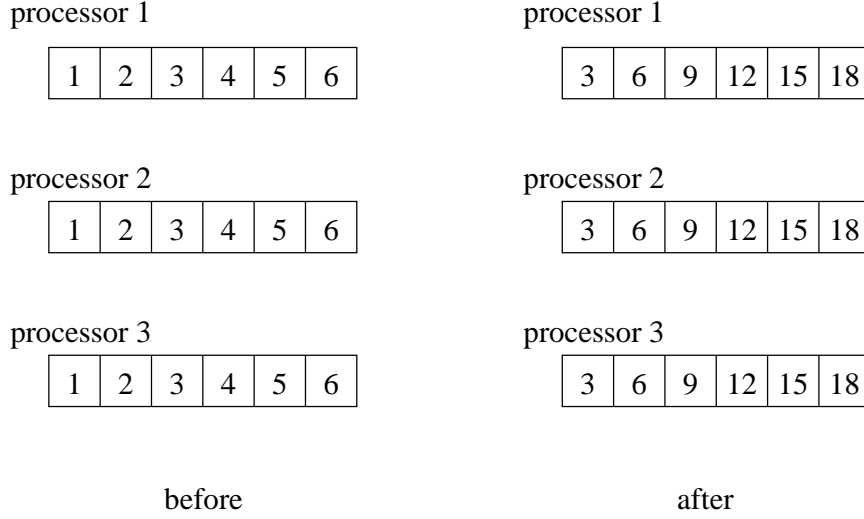 processor 1
1 2 3 4 5 6
processor 2
1 2 3 4 5 6
processor 3
1 2 3 4 5 6
before
processor 1
3 6 9 12 15 18
processor 2
3 6 9 12 15 18
processor 3
3 6 9 12 15 18
after